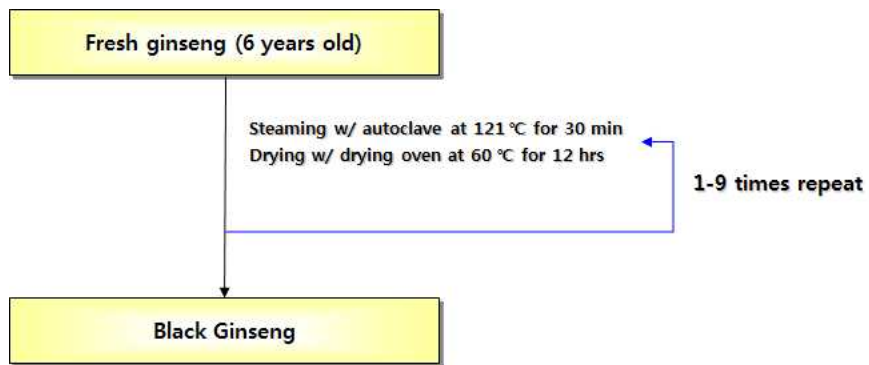 Fresh ginseng (6 years old)
Steaming w/ autoclave at 121 ℃ for 30 min
Drying w/ drying oven at 60 ℃ for 12 hrs
1-9 times repeat
Black Ginseng